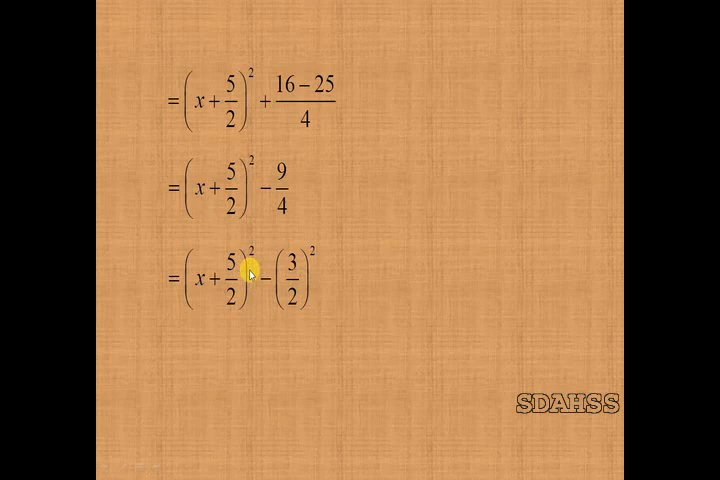 = (x + 5/2)² + (16 − 25)/4
= (x + 5/2)² − 9/4
= (x + 5/2)² − (3/2)²
SDAHSS